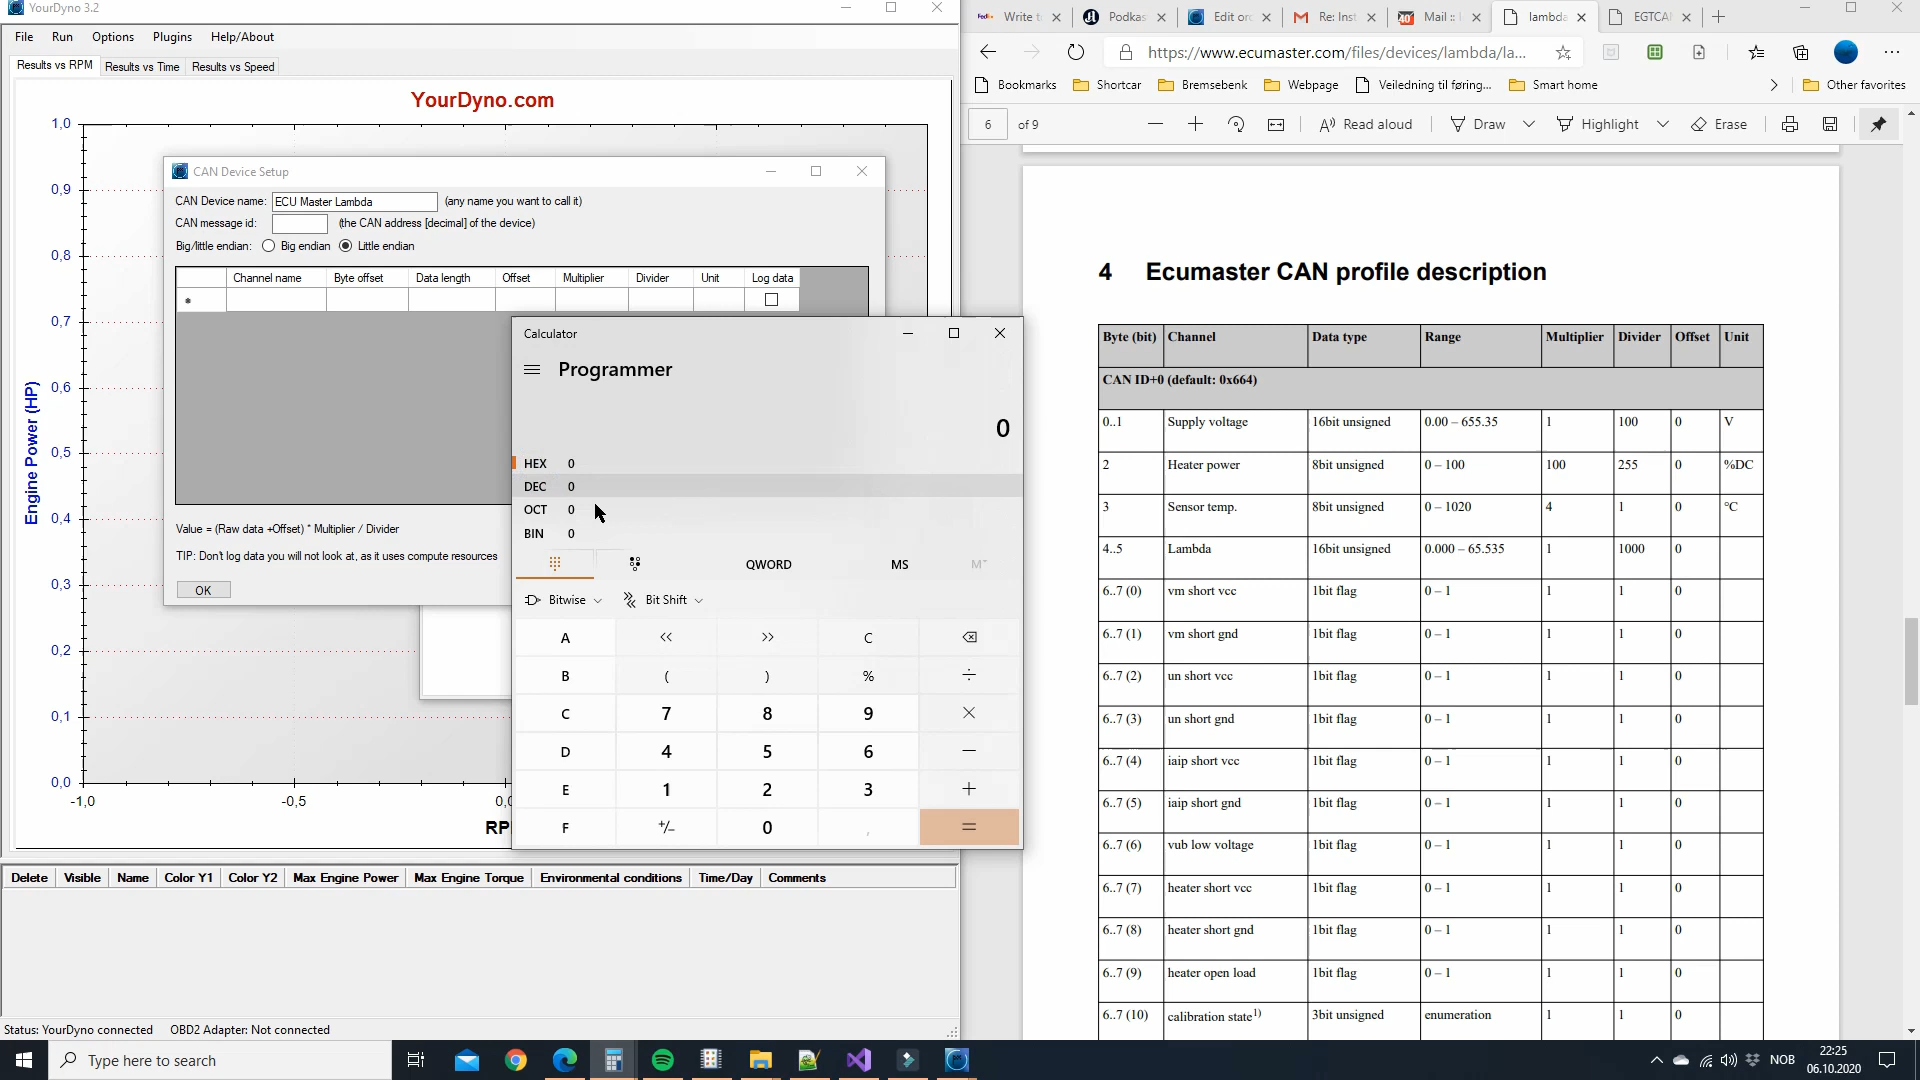 YourDyno 3.2
File Run Options Plugins Help/About
Results vs RPM Results vs Time Results vs Speed
YourDyno.com
1,0
0,9
0,8
0,7
0,6
0,5
0,4
0,3
0,2
0,1
0,0
Engine Power (HP)
-1,0 -0,5 0,0
CAN Device Setup
CAN Device name: ECU Master Lambda (any name you want to call it)
CAN message id: (the CAN address [decimal] of the device)
Big/little endian: Big endian Little endian
Channel name Byte offset Data length Offset Multiplier Divider Unit Log data
*
Value = (Raw data +Offset) * Multiplier / Divider
TIP: Don't log data you will not look at, as it uses compute resources
OK
Calculator
Programmer
0
HEX 0
DEC 0
OCT 0
BIN 0
QWORD MS M˅
Bitwise Bit Shift
A << >> C
B ( ) % ÷
C 7 8 9 ×
D 4 5 6 −
E 1 2 3 +
F +/− 0 , =
Delete Visible Name Color Y1 Color Y2 Max Engine Power Max Engine Torque Environmental conditions Time/Day Comments
Status: YourDyno connected OBD2 Adapter: Not connected
Write t Podkas Edit or Re: Inst Mail :: lambda EGTCA
https://www.ecumaster.com/files/devices/lambda/la...
Bookmarks Shortcar Bremsebenk Webpage Veiledning til føring... Smart home Other favorites
6 of 9 Read aloud Draw Highlight Erase
4 Ecumaster CAN profile description
Byte (bit) Channel Data type Range Multiplier Divider Offset Unit
CAN ID+0 (default: 0x664)
0..1 Supply voltage 16bit unsigned 0.00 – 655.35 1 100 0 V
2 Heater power 8bit unsigned 0 – 100 100 255 0 %DC
3 Sensor temp. 8bit unsigned 0 – 1020 4 1 0 °C
4..5 Lambda 16bit unsigned 0.000 – 65.535 1 1000 0
6..7 (0) vm short vcc 1bit flag 0 – 1 1 1 0
6..7 (1) vm short gnd 1bit flag 0 – 1 1 1 0
6..7 (2) un short vcc 1bit flag 0 – 1 1 1 0
6..7 (3) un short gnd 1bit flag 0 – 1 1 1 0
6..7 (4) iaip short vcc 1bit flag 0 – 1 1 1 0
6..7 (5) iaip short gnd 1bit flag 0 – 1 1 1 0
6..7 (6) vub low voltage 1bit flag 0 – 1 1 1 0
6..7 (7) heater short vcc 1bit flag 0 – 1 1 1 0
6..7 (8) heater short gnd 1bit flag 0 – 1 1 1 0
6..7 (9) heater open load 1bit flag 0 – 1 1 1 0
6..7 (10) calibration state1) 3bit unsigned enumeration 1 1 0
Type here to search
NOB
22:25
06.10.2020